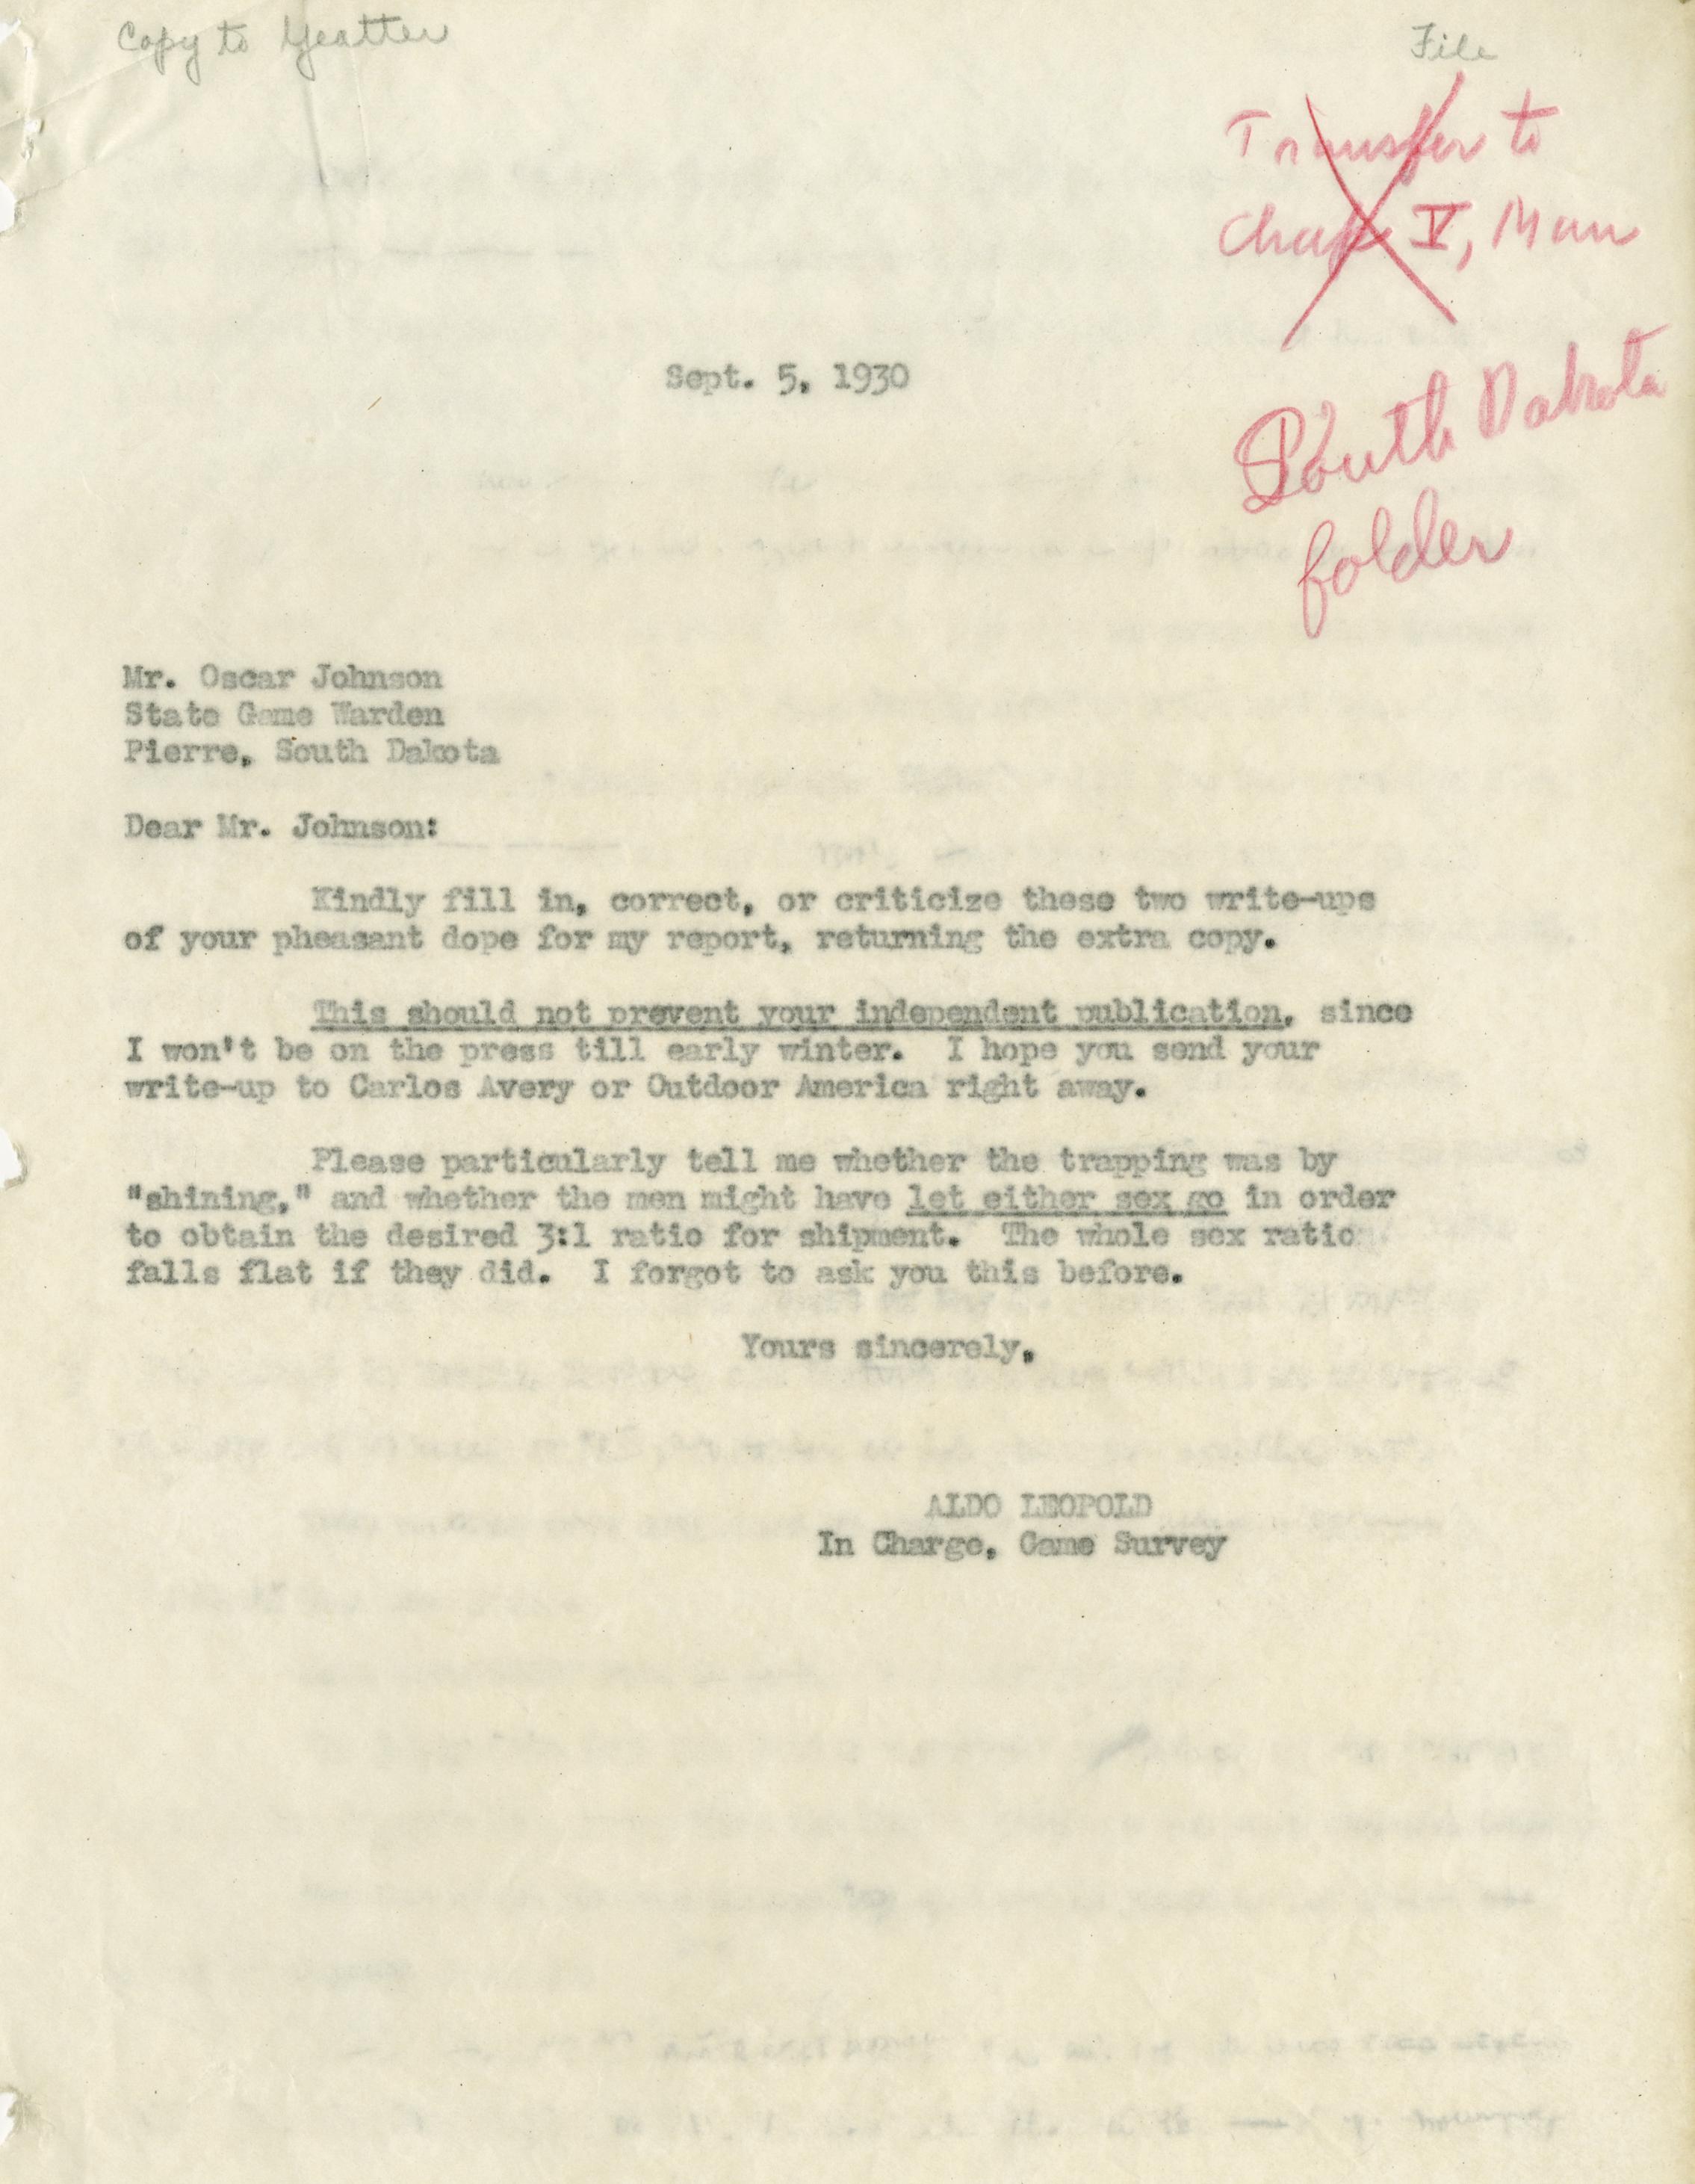 Copy to Yeatter
File
Transfer to
Chap V, Man
South Dakota
folder
Sept. 5, 1930
Mr. Oscar Johnson
State Game Warden
Pierre, South Dakota
Dear Mr. Johnson:
Kindly fill in, correct, or criticize these two write-ups
of your pheasant dope for my report, returning the extra copy.
This should not prevent your independent publication, since
I won't be on the press till early winter. I hope you send your
write-up to Carlos Avery or Outdoor America right away.
Please particularly tell me whether the trapping was by
"shining," and whether the men might have let either sex go in order
to obtain the desired 3:1 ratio for shipment. The whole sex ratio
falls flat if they did. I forgot to ask you this before.
Yours sincerely,
ALDO LEOPOLD
In Charge, Game Survey